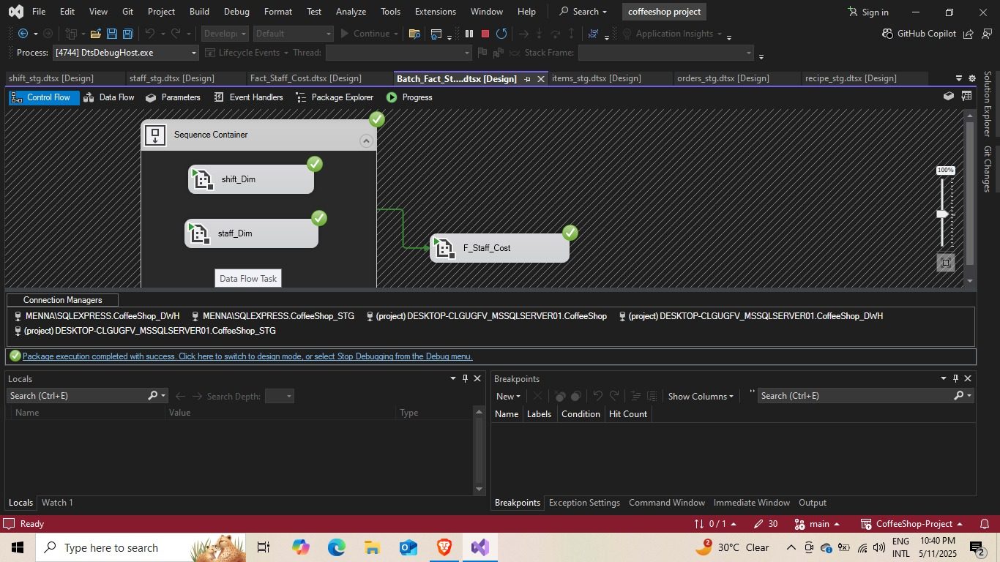 File Edit View Git Project Build Debug Format Test Analyze Tools Extensions Window Help Search coffeeshop project Sign in
Develop Default Continue Application Insights GitHub Copilot
Process: [4744] DtsDebugHost.exe Lifecycle Events Thread: Stack Frame:
shift_stg.dtsx [Design] staff_stg.dtsx [Design] Fact_Staff_Cost.dtsx [Design] Batch_Fact_St....dtsx [Design] items_stg.dtsx [Design] orders_stg.dtsx [Design] recipe_stg.dtsx [Design]
Control Flow Data Flow Parameters Event Handlers Package Explorer Progress
Solution Explorer
Git Changes
Sequence Container
100%
shift_Dim
staff_Dim
F_Staff_Cost
Data Flow Task
Connection Managers
MENNA\SQLEXPRESS.CoffeeShop_DWH MENNA\SQLEXPRESS.CoffeeShop_STG (project) DESKTOP-CLGUGFV_MSSQLSERVER01.CoffeeShop (project) DESKTOP-CLGUGFV_MSSQLSERVER01.CoffeeShop_DWH
(project) DESKTOP-CLGUGFV_MSSQLSERVER01.CoffeeShop_STG
Package execution completed with success. Click here to switch to design mode, or select Stop Debugging from the Debug menu.
Locals
Search (Ctrl+E) Search Depth:
Name Value Type
Locals Watch 1
Breakpoints
New Show Columns Search (Ctrl+E)
Name Labels Condition Hit Count
Breakpoints Exception Settings Command Window Immediate Window Output
Ready 0 / 1 30 main CoffeeShop-Project
Type here to search 2 30°C Clear ENG 10:40 PM
INTL 5/11/2025 2